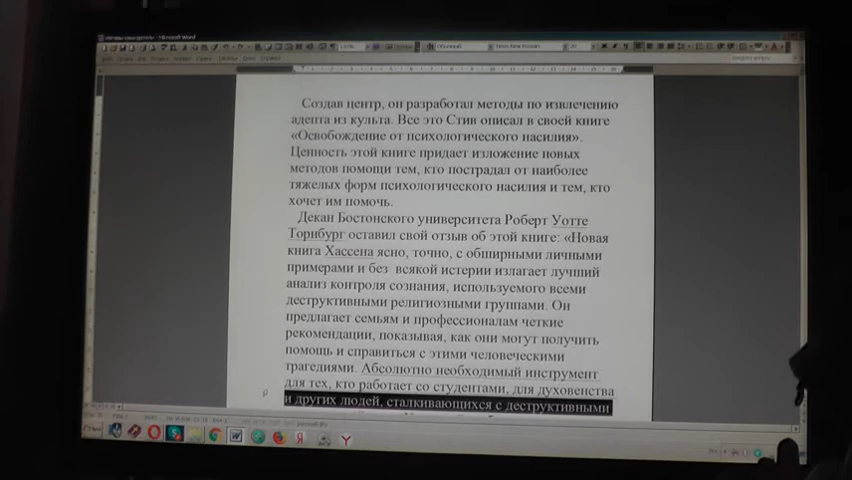 Microsoft Word
Создав центр, он разработал методы по извлечению
адепта из культа. Все это Стив описал в своей книге
«Освобождение от психологического насилия».
Ценность этой книге придает изложение новых
методов помощи тем, кто пострадал от наиболее
тяжелых форм психологического насилия и тем, кто
хочет им помочь.
Декан Бостонского университета Роберт Уотте
Торнбург оставил свой отзыв об этой книге: «Новая
книга Хассена ясно, точно, с обширными личными
примерами и без всякой истерии излагает лучший
анализ контроля сознания, используемого всеми
деструктивными религиозными группами. Он
предлагает семьям и профессионалам четкие
рекомендации, показывая, как они могут получить
помощь и справиться с этими человеческими
трагедиями. Абсолютно необходимый инструмент
для тех, кто работает со студентами, для духовенства
и других людей, сталкивающихся с деструктивными